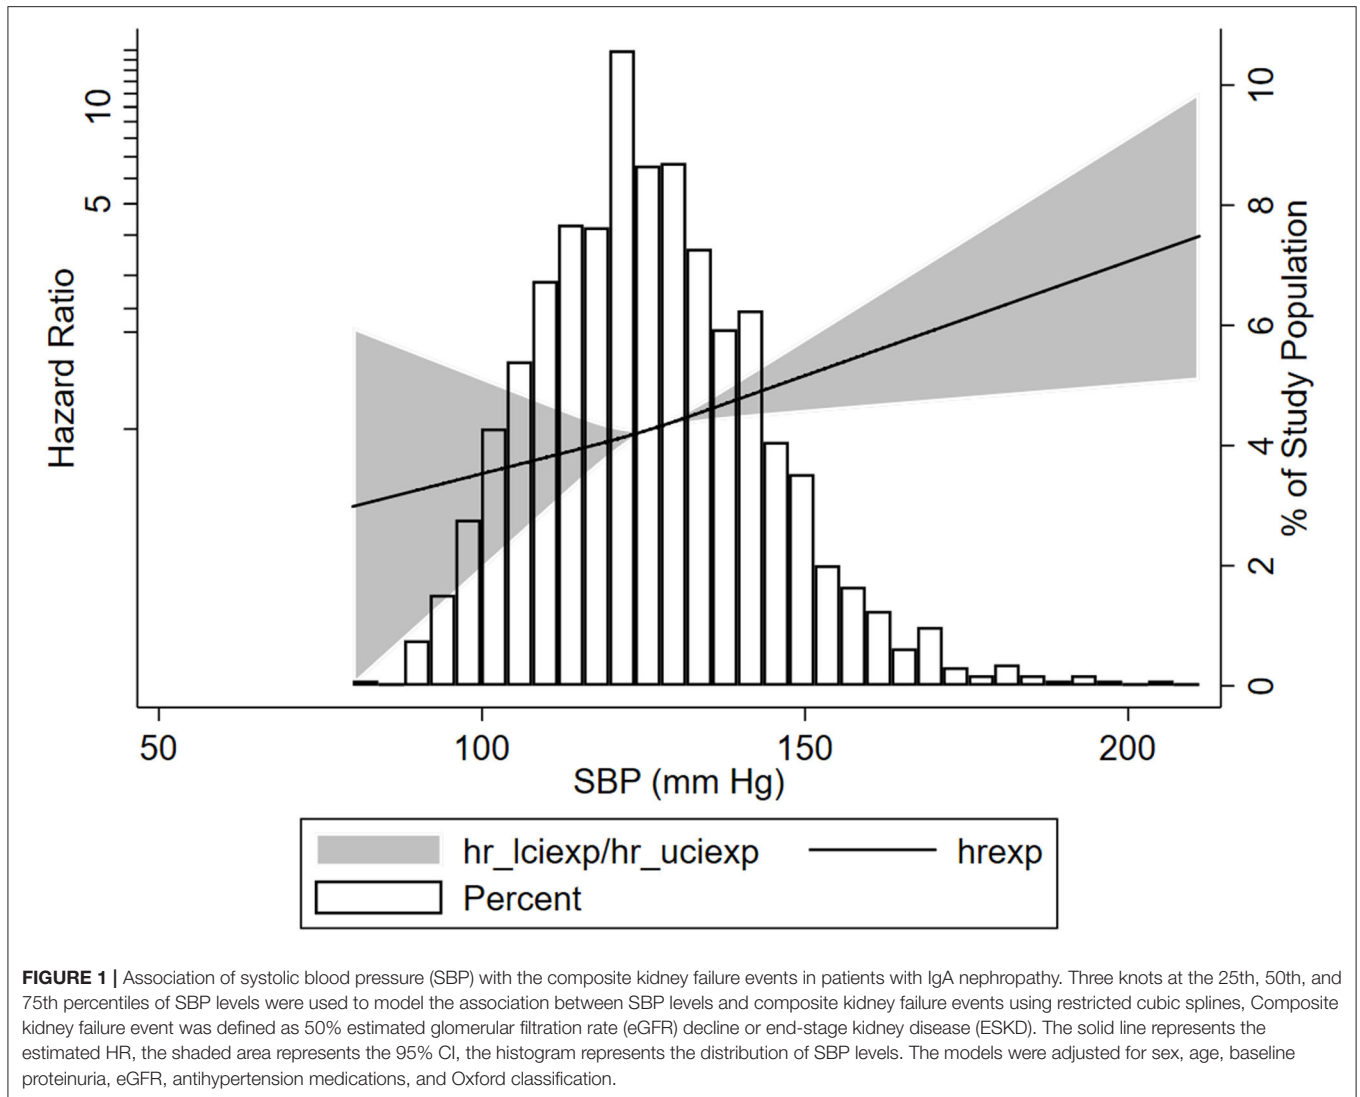 10
5
Hazard Ratio
10
8
6
4
2
0
% of Study Population
50
100
150
200
SBP (mm Hg)
hr_lciexp/hr_uciexp
hrexp
Percent
FIGURE 1 | Association of systolic blood pressure (SBP) with the composite kidney failure events in patients with IgA nephropathy. Three knots at the 25th, 50th, and
75th percentiles of SBP levels were used to model the association between SBP levels and composite kidney failure events using restricted cubic splines, Composite
kidney failure event was defined as 50% estimated glomerular filtration rate (eGFR) decline or end-stage kidney disease (ESKD). The solid line represents the
estimated HR, the shaded area represents the 95% CI, the histogram represents the distribution of SBP levels. The models were adjusted for sex, age, baseline
proteinuria, eGFR, antihypertension medications, and Oxford classification.